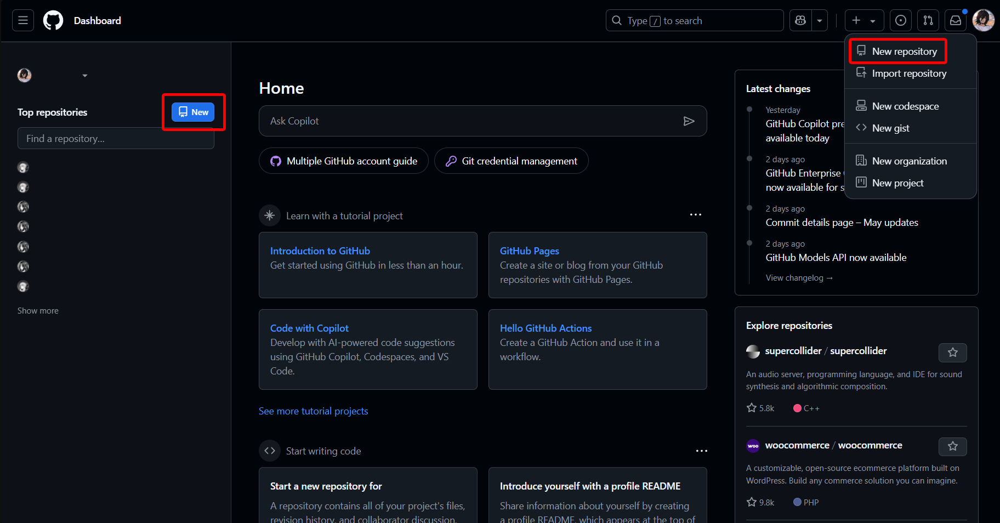 Dashboard
Type / to search
New repository
Import repository
New codespace
New gist
New organization
New project
Top repositories
New
Find a repository...
Show more
Home
Ask Copilot
Multiple GitHub account guide
Git credential management
Learn with a tutorial project
Introduction to GitHub
Get started using GitHub in less than an hour.
GitHub Pages
Create a site or blog from your GitHub
repositories with GitHub Pages.
Code with Copilot
Develop with AI-powered code suggestions
using GitHub Copilot, Codespaces, and VS
Code.
Hello GitHub Actions
Create a GitHub Action and use it in a
workflow.
See more tutorial projects
Start writing code
Start a new repository for
A repository contains all of your project's files,
revision history, and collaborator discussion.
Introduce yourself with a profile README
Share information about yourself by creating
a profile README, which appears at the top of
Latest changes
Yesterday
GitHub Copilot pre
available today
2 days ago
GitHub Enterprise
now available for s
2 days ago
Commit details page – May updates
2 days ago
GitHub Models API now available
View changelog →
Explore repositories
supercollider / supercollider
An audio server, programming language, and IDE for sound
synthesis and algorithmic composition.
5.8k C++
woo
woocommerce / woocommerce
A customizable, open-source ecommerce platform built on
WordPress. Build any commerce solution you can imagine.
9.8k PHP